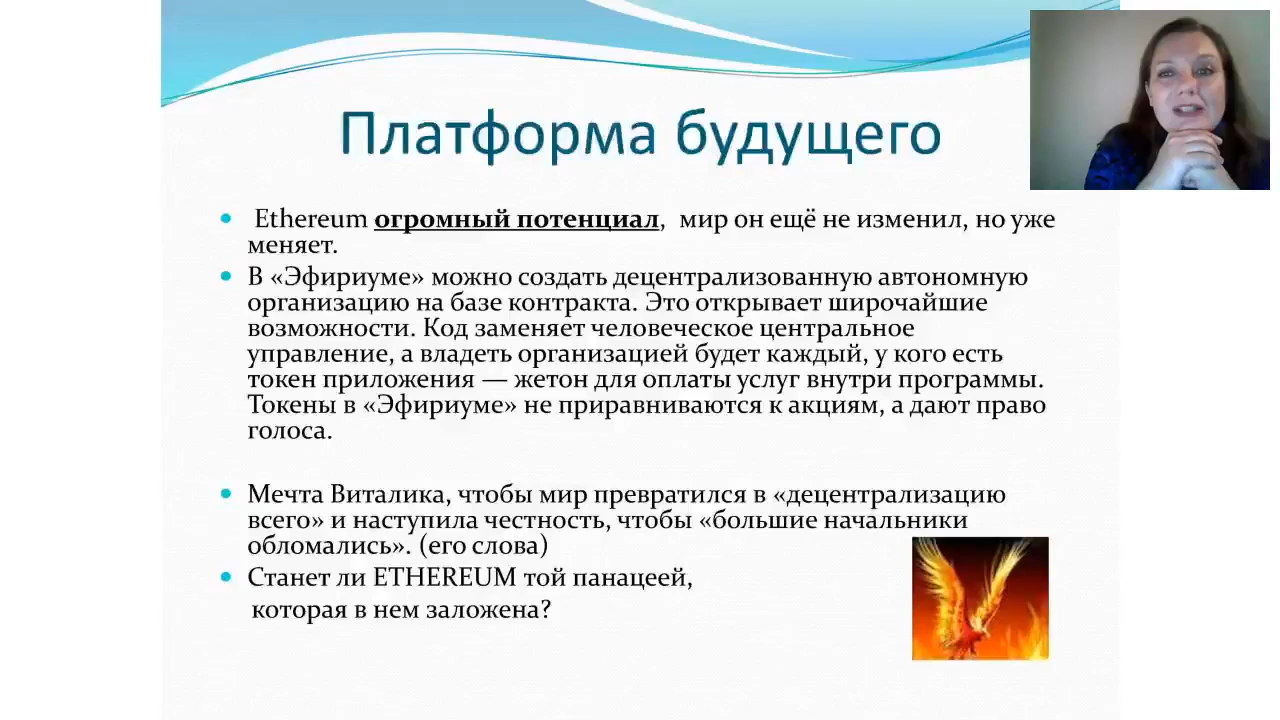 Платформа будущего
Ethereum огромный потенциал, мир он ещё не изменил, но уже
меняет.
В «Эфириуме» можно создать децентрализованную автономную
организацию на базе контракта. Это открывает широчайшие
возможности. Код заменяет человеческое центральное
управление, а владеть организацией будет каждый, у кого есть
токен приложения — жетон для оплаты услуг внутри программы.
Токены в «Эфириуме» не приравниваются к акциям, а дают право
голоса.
Мечта Виталика, чтобы мир превратился в «децентрализацию
всего» и наступила честность, чтобы «большие начальники
обломались». (его слова)
Станет ли ETHEREUM той панацеей,
которая в нем заложена?